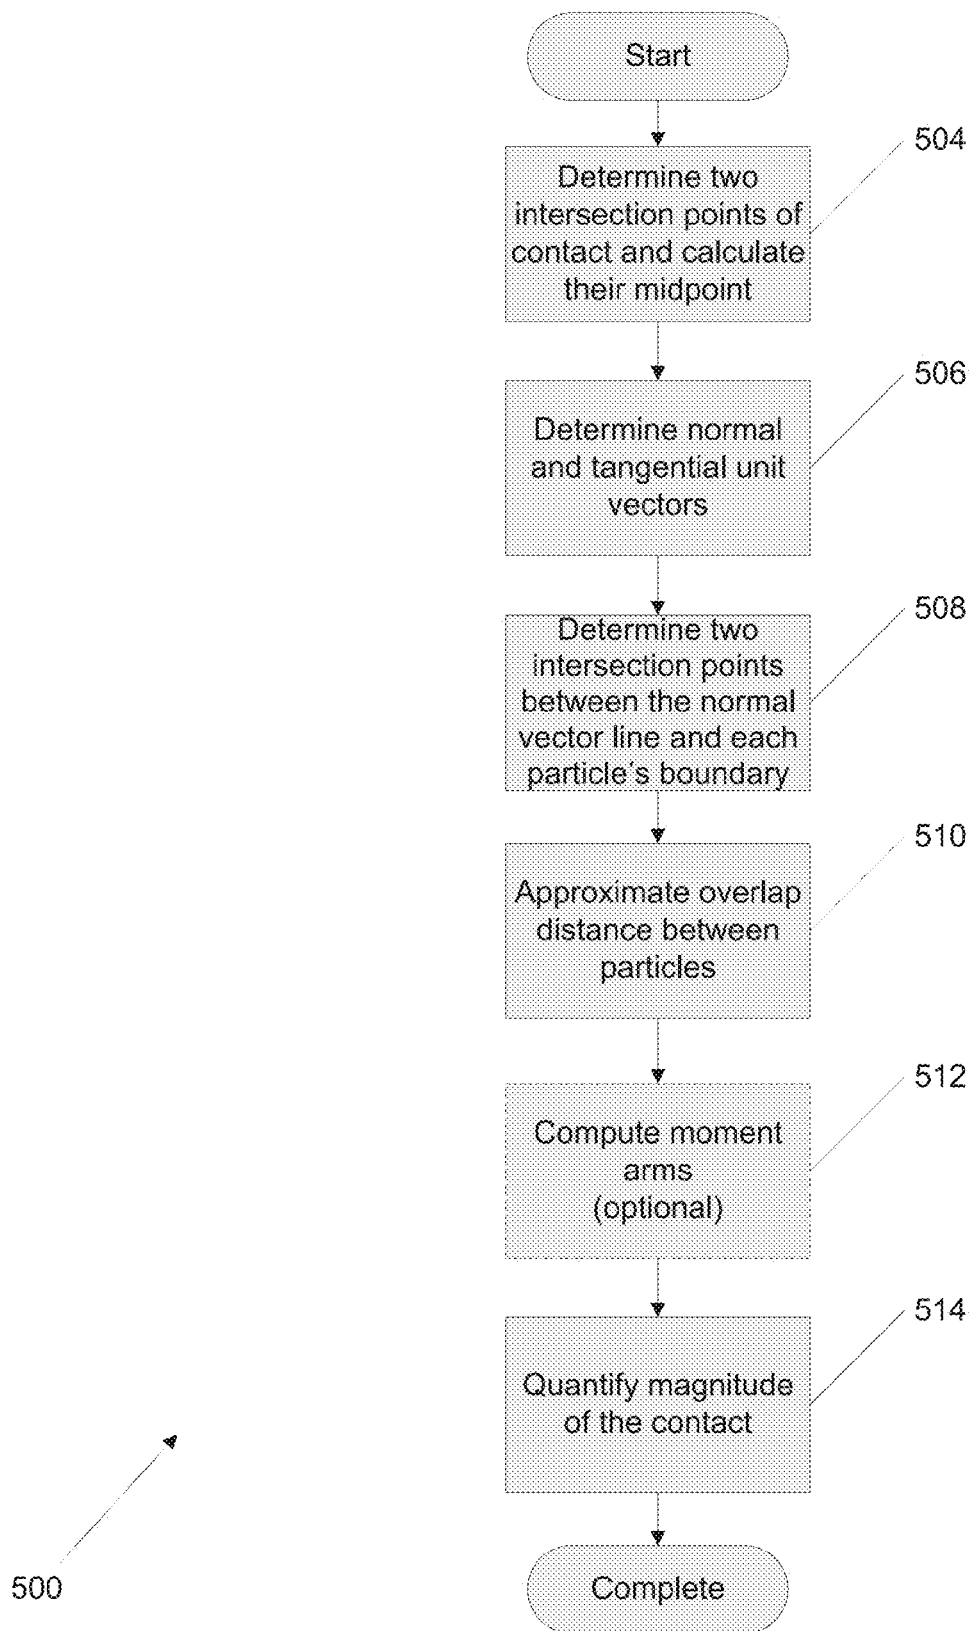 Start
504
Determine two
intersection points of
contact and calculate
their midpoint
506
Determine normal
and tangential unit
vectors
508
Determine two
intersection points
between the normal
vector line and each
particle´s boundary
510
Approximate overlap
distance between
particles
512
Compute moment
arms
(optional)
514
Quantify magnitude
of the contact
Complete
500